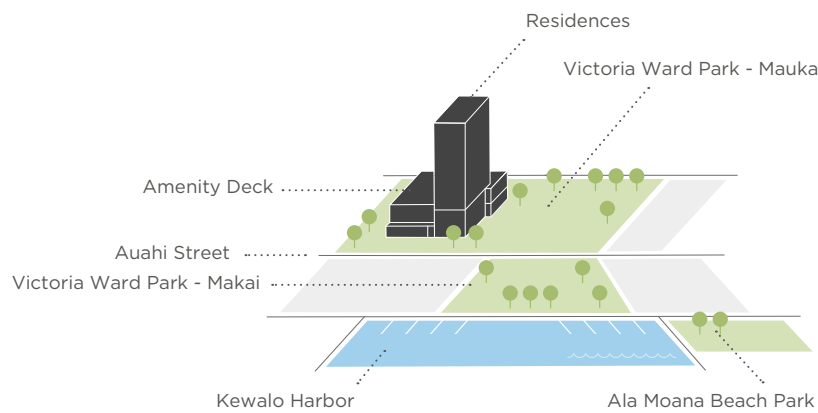 Residences
Victoria Ward Park - Mauka
Amenity Deck
Auahi Street
Victoria Ward Park - Makai
Kewalo Harbor
Ala Moana Beach Park